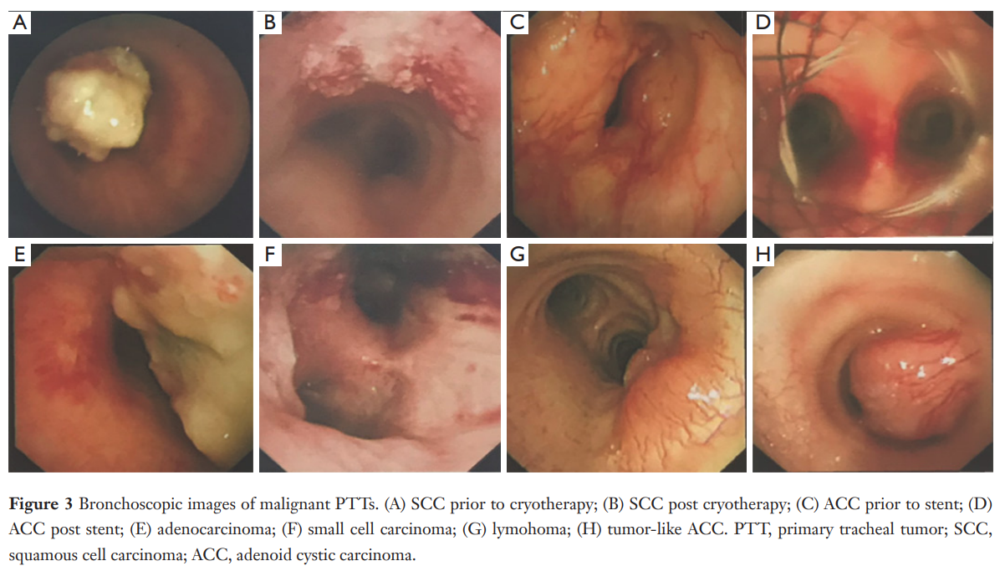 A B C D
E F G H
Figure 3 Bronchoscopic images of malignant PTTs. (A) SCC prior to cryotherapy; (B) SCC post cryotherapy; (C) ACC prior to stent; (D)
ACC post stent; (E) adenocarcinoma; (F) small cell carcinoma; (G) lymohoma; (H) tumor-like ACC. PTT, primary tracheal tumor; SCC,
squamous cell carcinoma; ACC, adenoid cystic carcinoma.